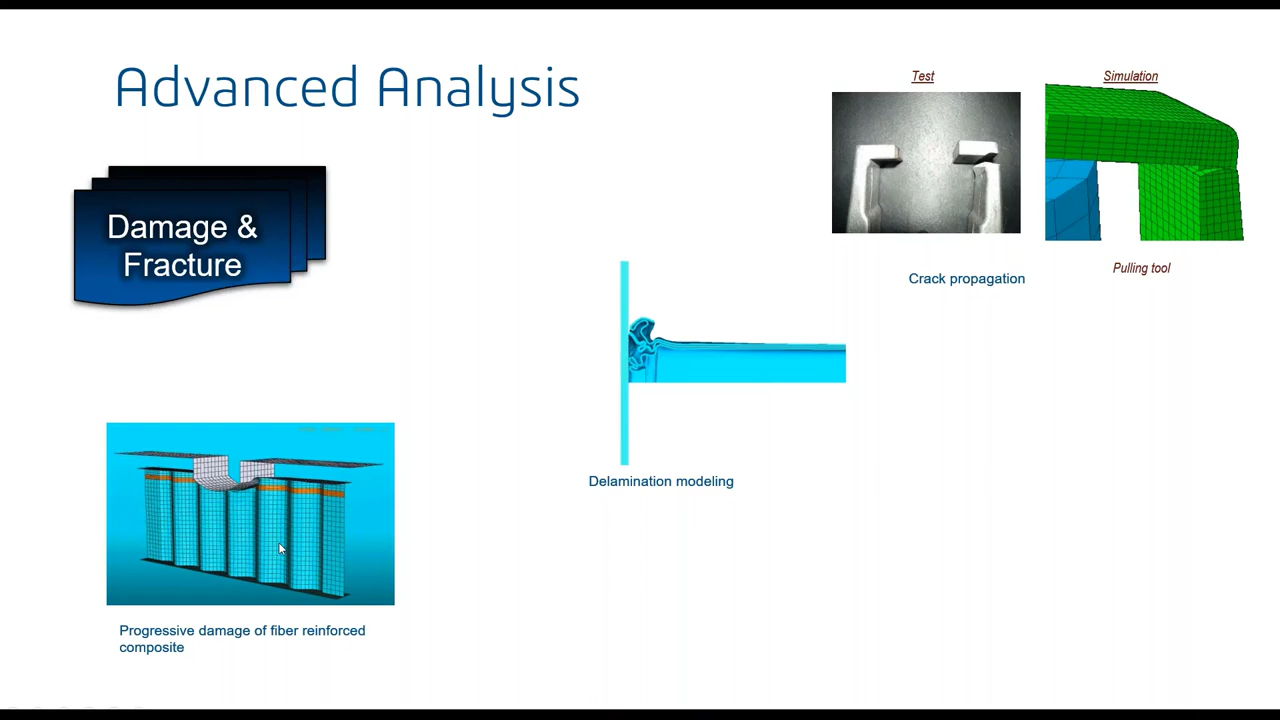 Advanced Analysis
Test
Simulation
Damage &
Fracture
Pulling tool
Crack propagation
Delamination modeling
Progressive damage of fiber reinforced
composite